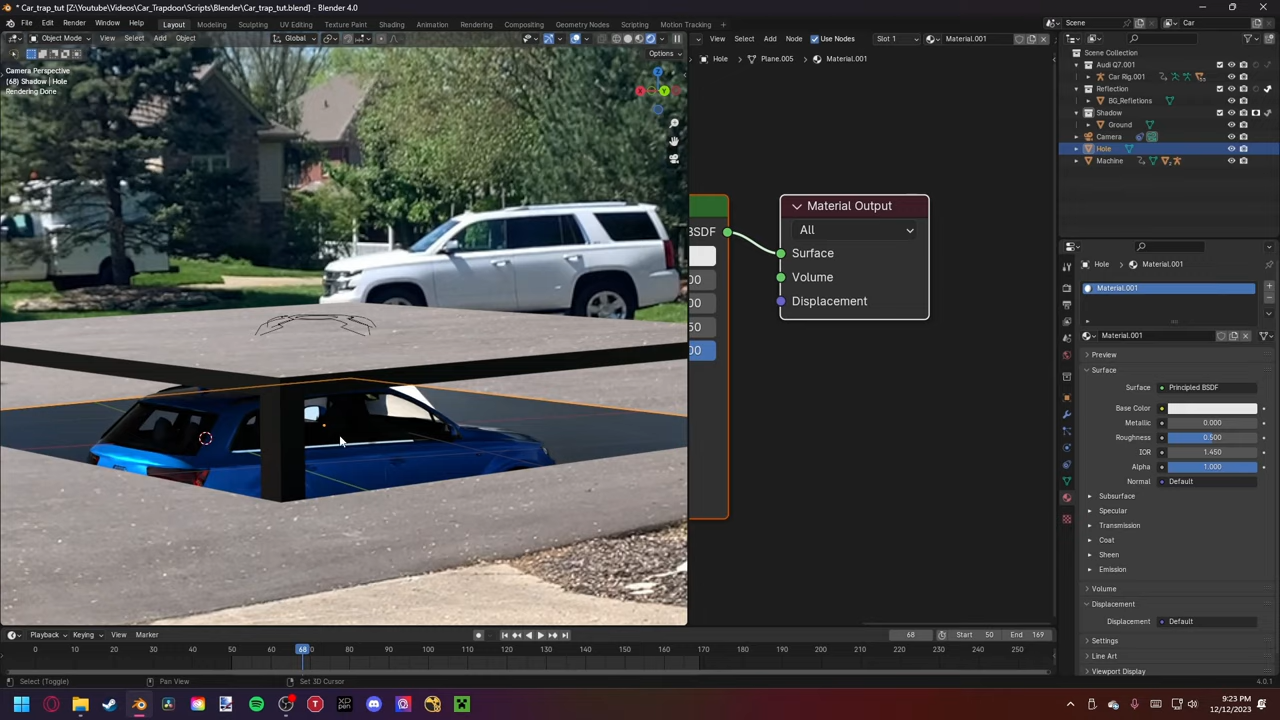 * Car_trap_tut [Z:\Youtube\Videos\Car_Trapdoor\Scripts\Blender\Car_trap_tut.blend] - Blender 4.0
File Edit Render Window Help Layout Modeling Sculpting UV Editing Texture Paint Shading Animation Rendering Compositing Geometry Nodes Scripting Motion Tracking Scene Car
Object Mode View Select Add Object Global View Select Add Node Use Nodes Slot 1 Material.001
Options
Hole Plane.005 Material.001
Camera Perspective
(68) Shadow | Hole
Rendering Done
X Y Z
Scene Collection
Audi Q7.001
Car Rig.001
Reflection
BG_Refletions
Shadow
Ground
Camera
Hole
Machine
BSDF
00
00
50
00
Material Output
All
Surface
Volume
Displacement
Hole Material.001
Material.001
Material.001
Preview
Surface
Surface Principled BSDF
Base Color
Metallic 0.000
Roughness 0.500
IOR 1.450
Alpha 1.000
Normal Default
Subsurface
Specular
Transmission
Coat
Sheen
Emission
Volume
Displacement
Displacement Default
Settings
Line Art
Viewport Display
Playback Keying View Marker 68 Start 50 End 169
0 10 20 30 40 50 60 68 70 80 90 100 110 120 130 140 150 160 170 180 190 200 210 220 230 240 250
Select (Toggle) Pan View Set 3D Cursor 4.0.1
9:23 PM
12/12/2023